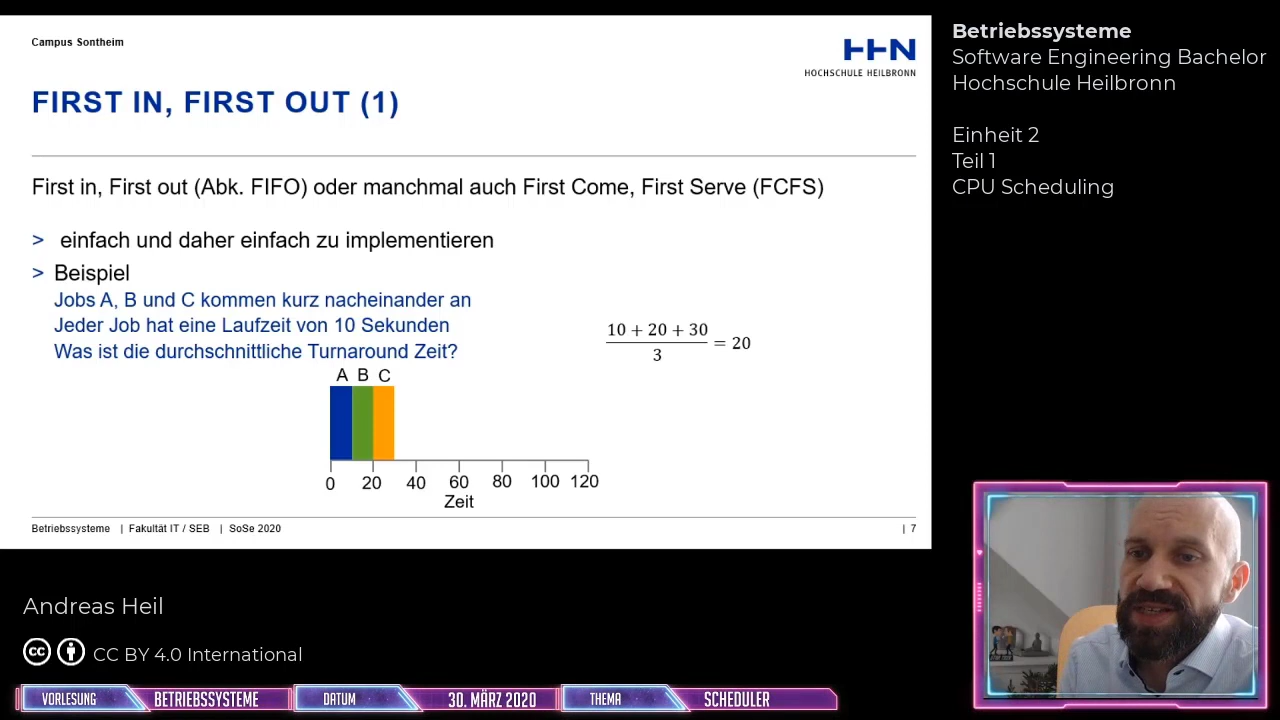 Campus Sontheim
HHN
HOCHSCHULE HEILBRONN
FIRST IN, FIRST OUT (1)
First in, First out (Abk. FIFO) oder manchmal auch First Come, First Serve (FCFS)
> einfach und daher einfach zu implementieren
> Beispiel
Jobs A, B und C kommen kurz nacheinander an
Jeder Job hat eine Laufzeit von 10 Sekunden
Was ist die durchschnittliche Turnaround Zeit?
10 + 20 + 30
3
= 20
A B C
0 20 40 60 80 100 120
Zeit
Betriebssysteme | Fakultät IT / SEB | SoSe 2020
| 7
Betriebssysteme
Software Engineering Bachelor
Hochschule Heilbronn
Einheit 2
Teil 1
CPU Scheduling
Andreas Heil
cc CC BY 4.0 International
VORLESUNG BETRIEBSSYSTEME DATUM 30. MÄRZ 2020 THEMA SCHEDULER